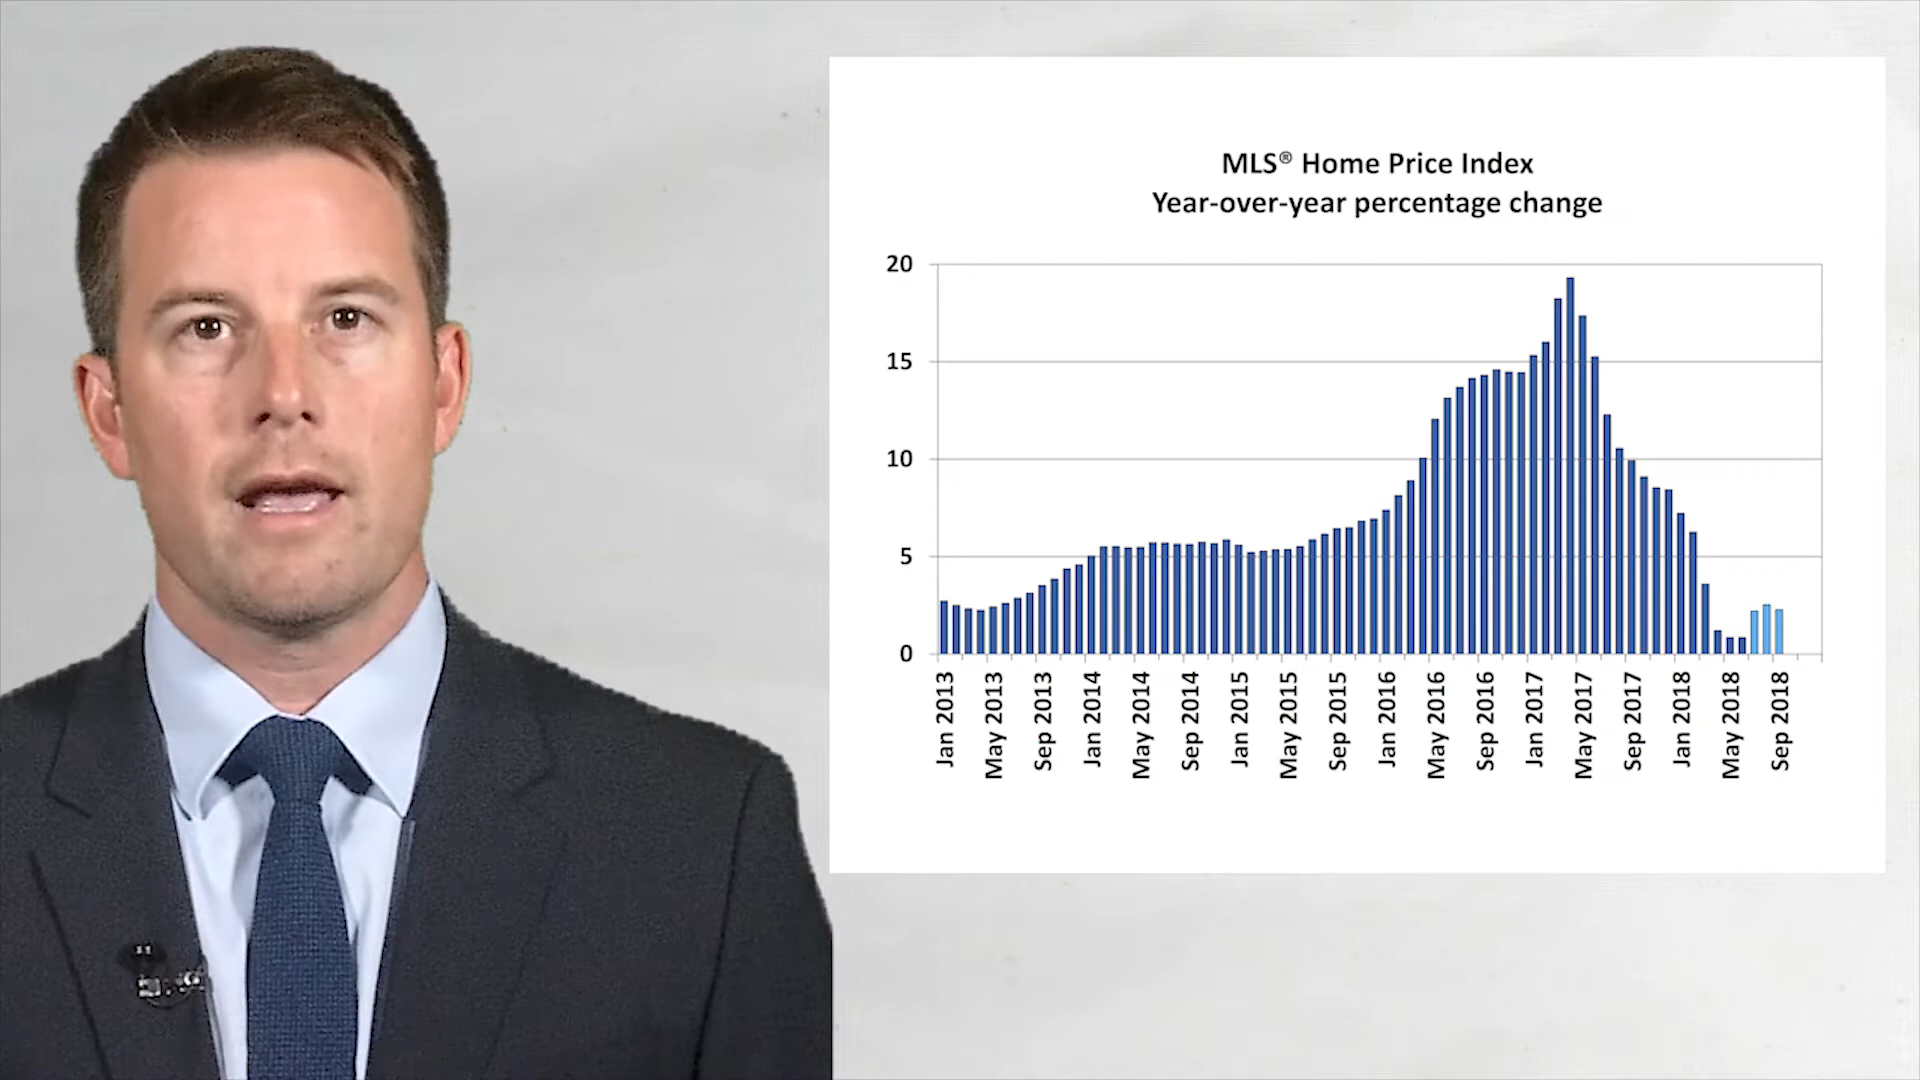 MLS® Home Price Index
Year-over-year percentage change
20
15
10
5
0
Jan 2013
May 2013
Sep 2013
Jan 2014
May 2014
Sep 2014
Jan 2015
May 2015
Sep 2015
Jan 2016
May 2016
Sep 2016
Jan 2017
May 2017
Sep 2017
Jan 2018
May 2018
Sep 2018